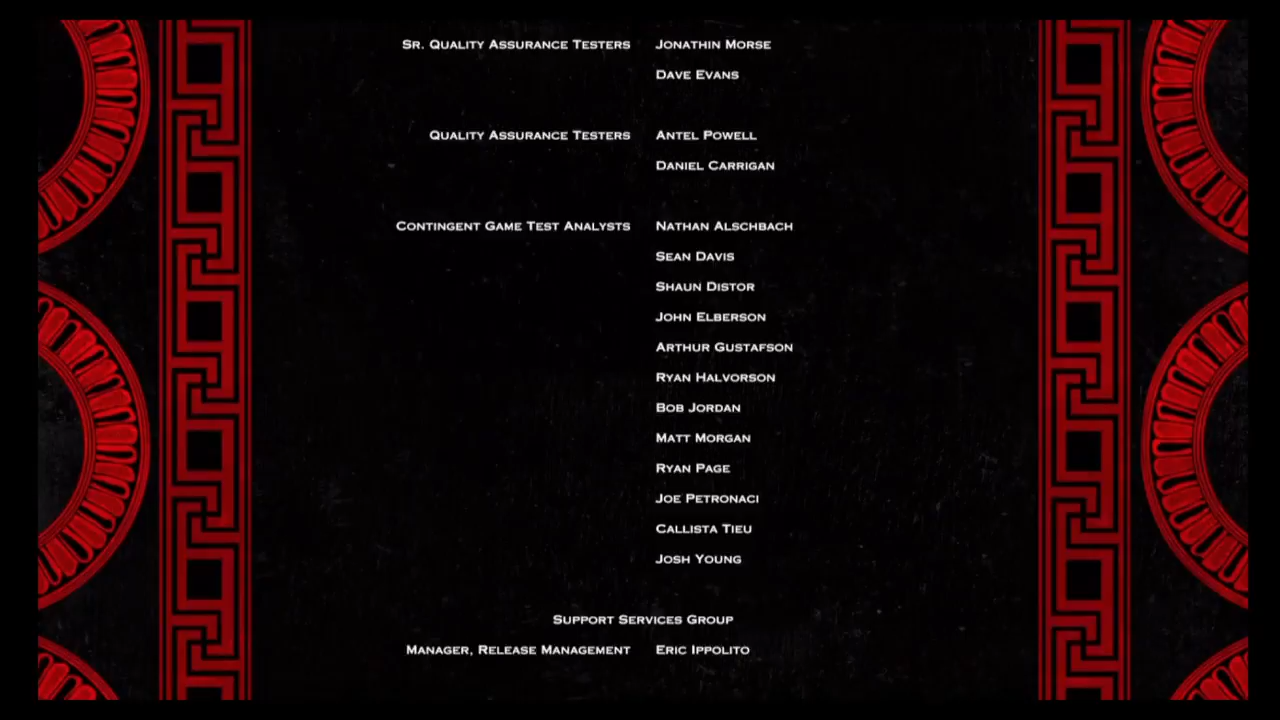 Sr. Quality Assurance Testers Jonathin Morse
Dave Evans
Quality Assurance Testers Antel Powell
Daniel Carrigan
Contingent Game Test Analysts Nathan Alschbach
Sean Davis
Shaun Distor
John Elberson
Arthur Gustafson
Ryan Halvorson
Bob Jordan
Matt Morgan
Ryan Page
Joe Petronaci
Callista Tieu
Josh Young
Support Services Group
Manager, Release Management Eric Ippolito